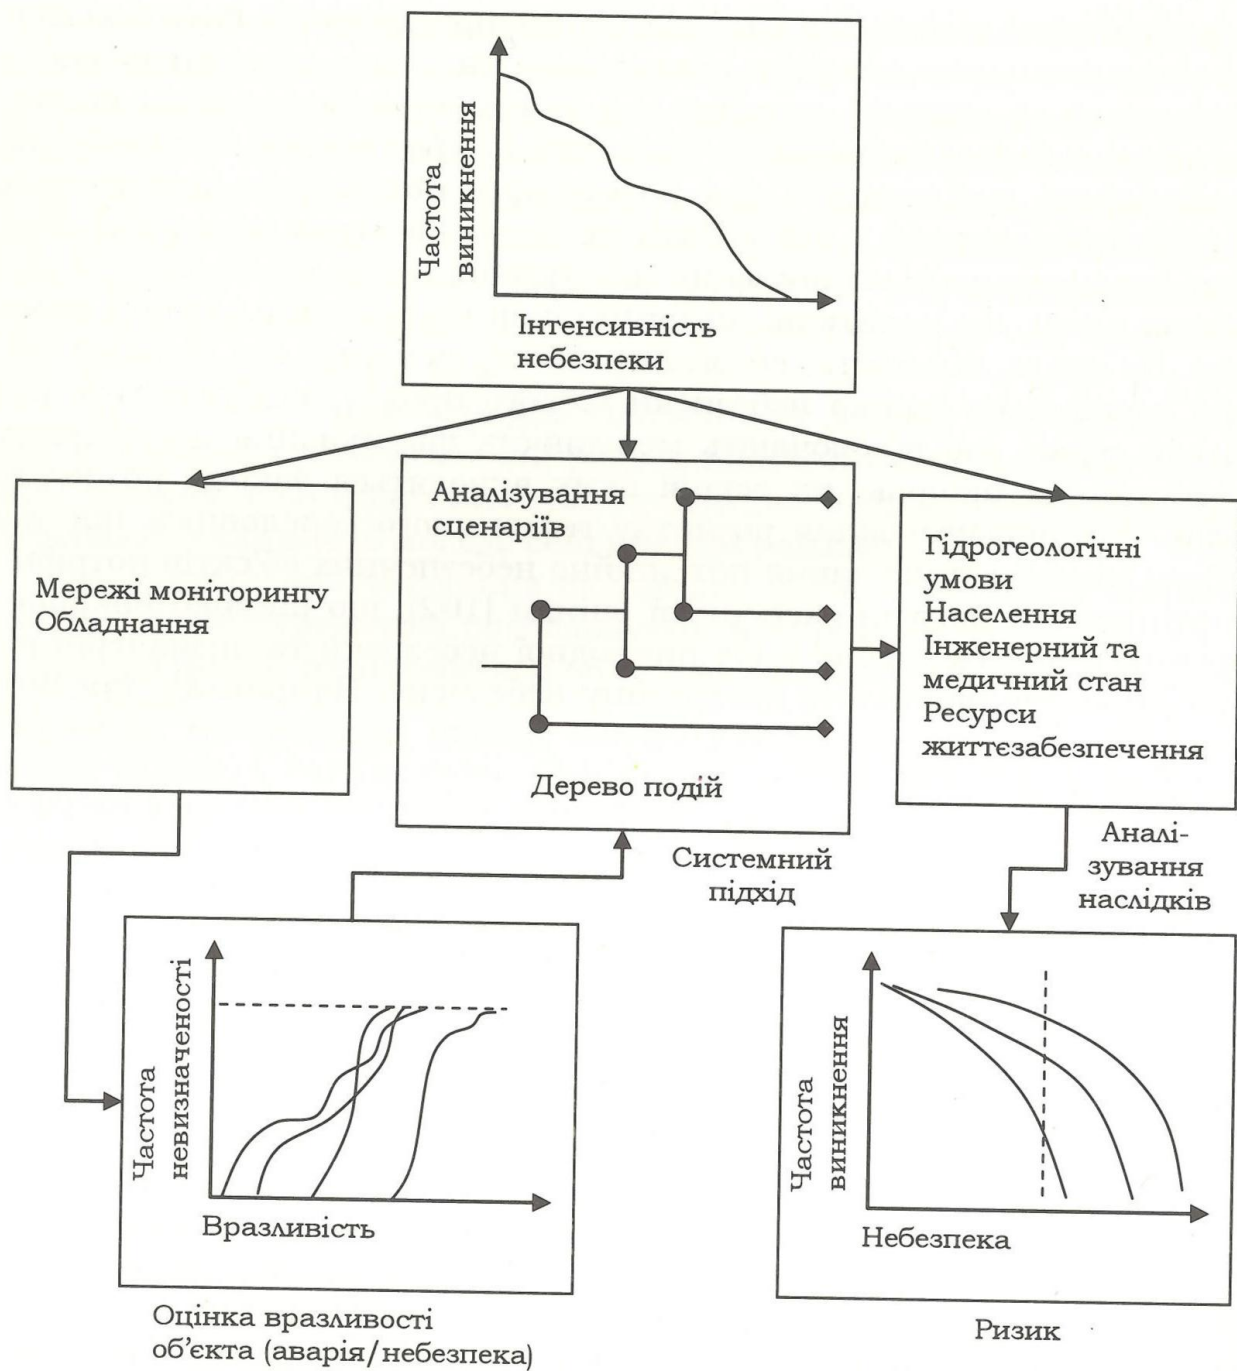 Частота
виникнення
Інтенсивність
небезпеки
Мережі моніторингу
Обладнання
Аналізування
сценаріїв
Дерево подій
Гідрогеологічні
умови
Населення
Інженерний та
медичний стан
Ресурси
життєзабезпечення
Системний
підхід
Аналі-
зування
наслідків
Частота
невизначеності
Вразливість
Оцінка вразливості
об’єкта (аварія/небезпека)
Частота
виникнення
Небезпека
Ризик